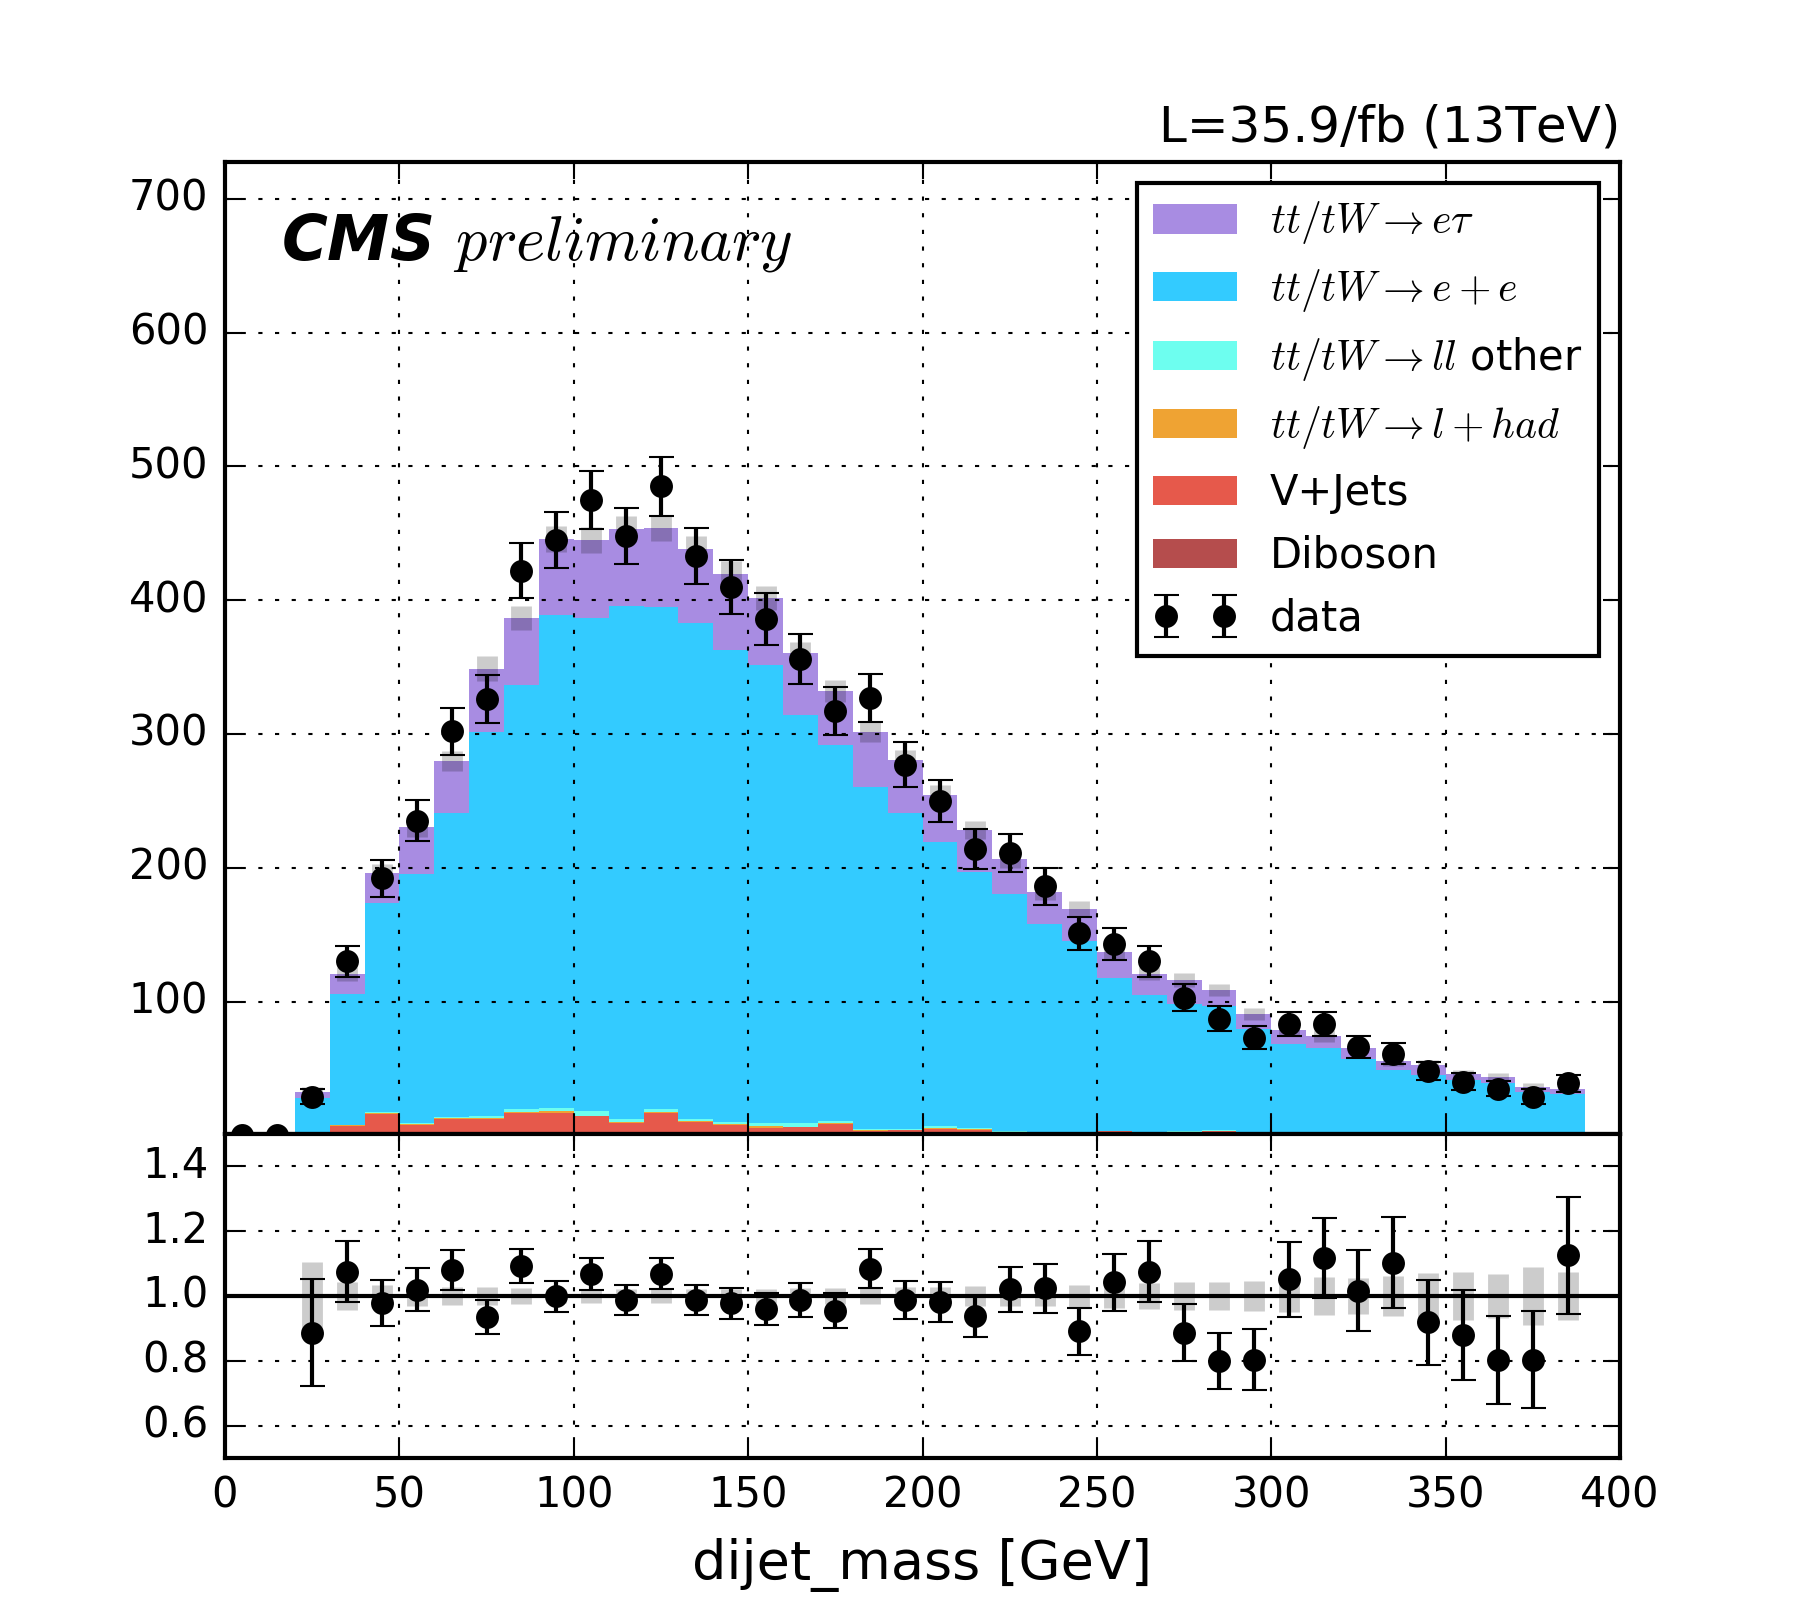 L=35.9/fb (13TeV)
CMS preliminary
700
600
500
400
300
200
100
tt/tW→eτ
tt/tW→e+e
tt/tW→ll other
tt/tW→l+had
V+Jets
Diboson
data
1.4
1.2
1.0
0.8
0.6
0 50 100 150 200 250 300 350 400
dijet_mass [GeV]